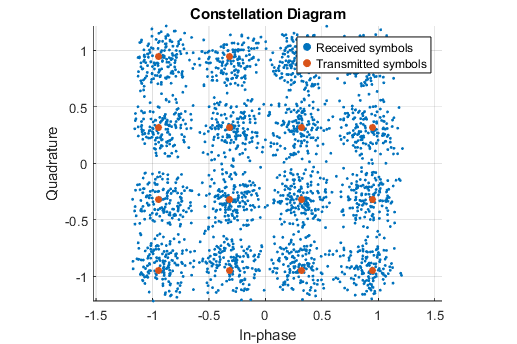 Constellation Diagram
Received symbols
Transmitted symbols
Quadrature
1
0.5
0
-0.5
-1
-1.5
-1
-0.5
0
0.5
1
1.5
In-phase